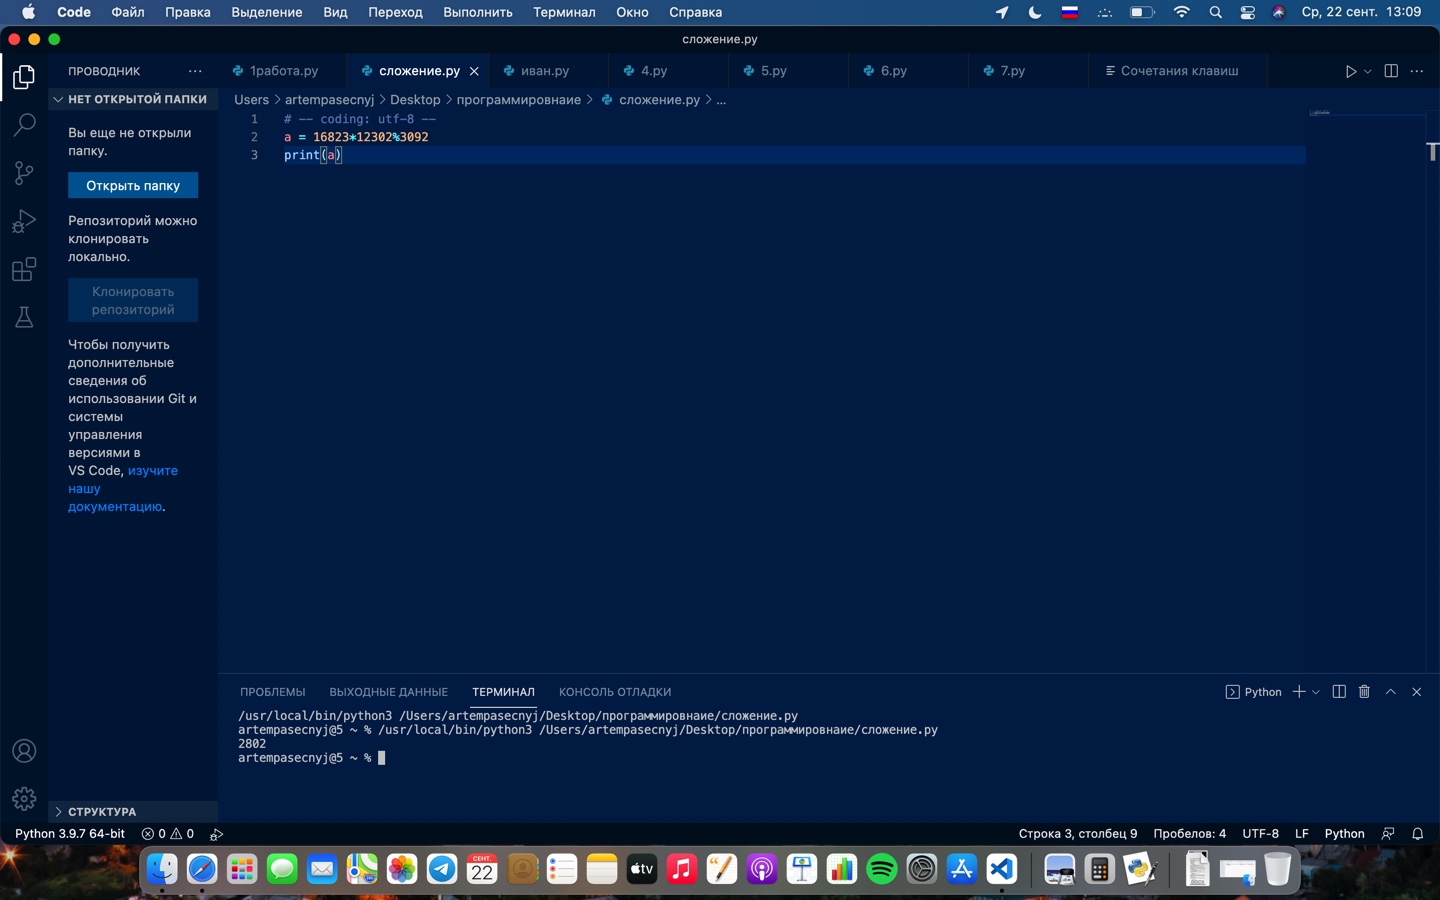 Code Файл Правка Выделение Вид Переход Выполнить Терминал Окно Справка Ср, 22 сент. 13:09
сложение.py
ПРОВОДНИК
1работа.py сложение.py иван.py 4.py 5.py 6.py 7.py Сочетания клавиш
НЕТ ОТКРЫТОЙ ПАПКИ
Вы еще не открыли
папку.
Открыть папку
Репозиторий можно
клонировать
локально.
Клонировать
репозиторий
Чтобы получить
дополнительные
сведения об
использовании Git и
системы
управления
версиями в
VS Code, изучите
нашу
документацию.
СТРУКТУРА
Users > artempasecnyj > Desktop > программировнаие > сложение.py > ...
1 # -- coding: utf-8 --
2 a = 16823*12302%3092
3 print(a)
T
ПРОБЛЕМЫ ВЫХОДНЫЕ ДАННЫЕ ТЕРМИНАЛ КОНСОЛЬ ОТЛАДКИ Python
/usr/local/bin/python3 /Users/artempasecnyj/Desktop/программировнаие/сложение.py
artempasecnyj@5 ~ % /usr/local/bin/python3 /Users/artempasecnyj/Desktop/программировнаие/сложение.py
2802
artempasecnyj@5 ~ %
Python 3.9.7 64-bit 0 0 Строка 3, столбец 9 Пробелов: 4 UTF-8 LF Python
СЕНТ.
22
tv